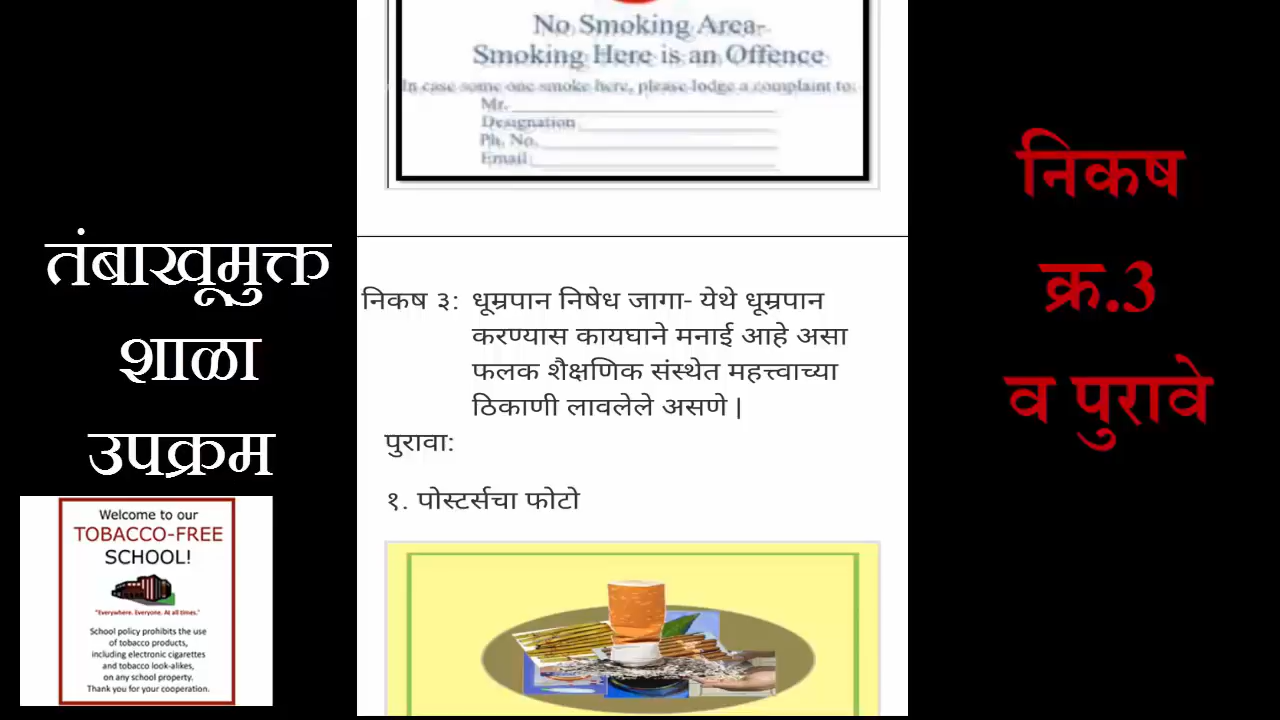 तंबाखूमुक्त
शाळा
उपक्रम
Welcome to our
TOBACCO-FREE
SCHOOL!
"Everywhere. Everyone. At all times."
School policy prohibits the use
of tobacco products,
including electronic cigarettes
and tobacco look-alikes,
on any school property.
Thank you for your cooperation.
No Smoking Area-
Smoking Here is an Offence
In case some one smoke here, please lodge a complaint to:
Mr.
Designation
Ph. No.
Email
निकष ३: धूम्रपान निषेध जागा- येथे धूम्रपान
करण्यास कायघाने मनाई आहे असा
फलक शैक्षणिक संस्थेत महत्त्वाच्या
ठिकाणी लावलेले असणे |
पुरावा:
१. पोस्टर्सचा फोटो
निकष
क्र.3
व पुरावे